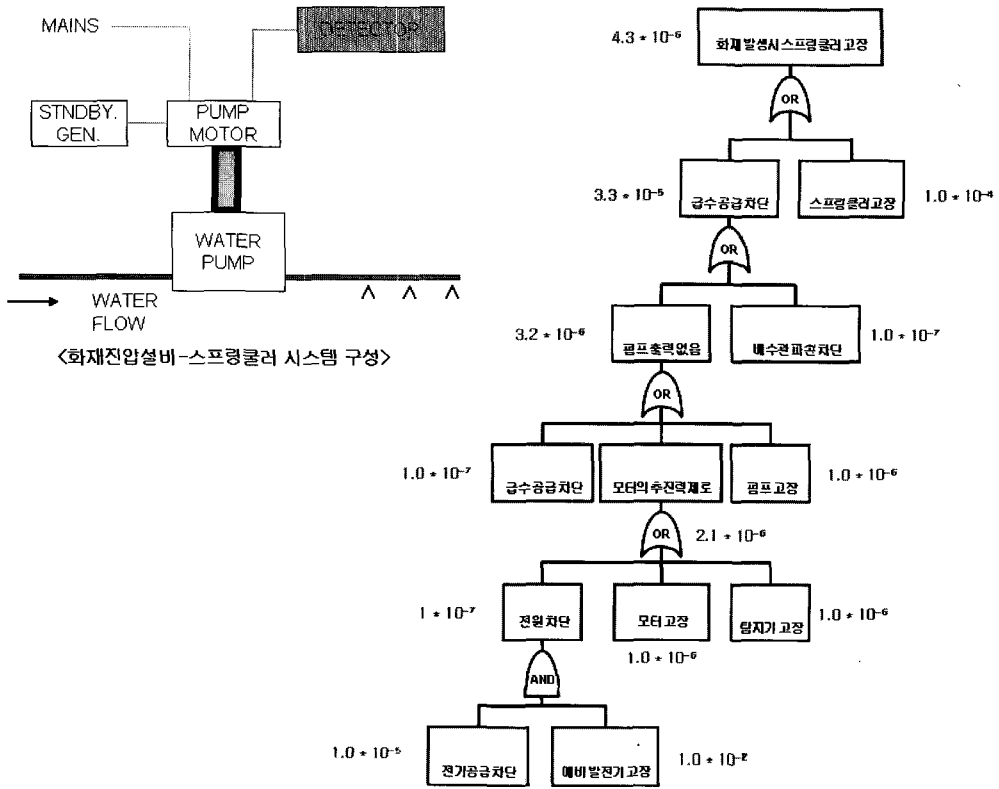 MAINS
DETECTOR
STNDBY.
GEN.
PUMP
MOTOR
WATER
PUMP
WATER
FLOW
<화재진압설비-스프링쿨러 시스템 구성>
4.3 * 10⁻⁶
화재발생시스프링쿨러고장
OR
3.3 * 10⁻⁵
급수공급차단
스프링쿨러고장
1.0 * 10⁻⁴
OR
3.2 * 10⁻⁶
펌프출력없음
배수관파손차단
1.0 * 10⁻⁷
OR
1.0 * 10⁻⁷
급수공급차단
모터의추진력제로
펌프고장
1.0 * 10⁻⁶
OR
2.1 * 10⁻⁶
1 * 10⁻⁷
전원차단
모터고장
탐지기고장
1.0 * 10⁻⁶
1.0 * 10⁻⁶
AND
1.0 * 10⁻⁵
전기공급차단
예비발전기고장
1.0 * 10⁻²